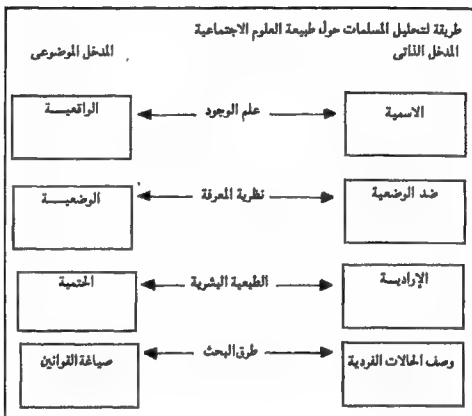 طريقة لتحليل المسلمات حول طبيعة العلوم الاجتماعية
المدخل الذاتى المدخل الموضوعى
الاسمية علم الوجود الواقعيـــة
ضد الوضعية نظرية المعرفة الوضعيـــة
الإراديـــة الطبعية البشرية الحتمية
وصف الحالات الفردية طرق البحث صياغة القوانين